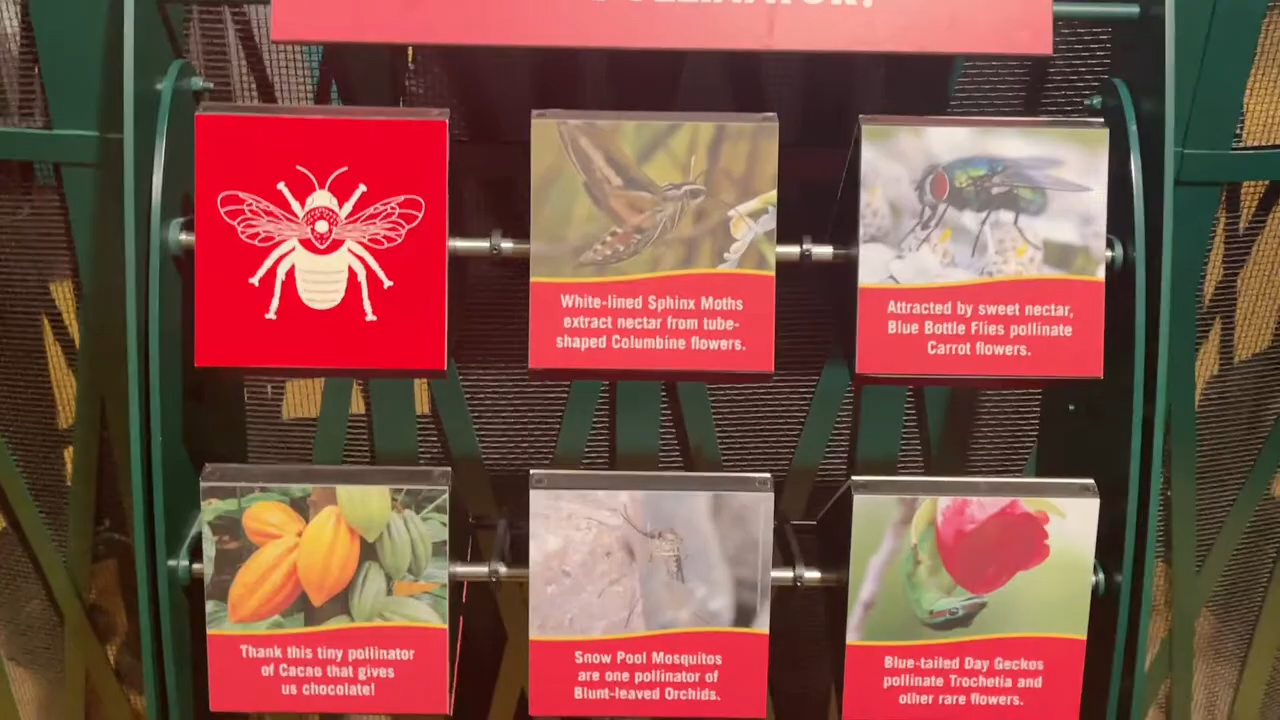 POLLINATOR?
White-lined Sphinx Moths
extract nectar from tube-
shaped Columbine flowers.
Attracted by sweet nectar,
Blue Bottle Flies pollinate
Carrot flowers.
Thank this tiny pollinator
of Cacao that gives
us chocolate!
Snow Pool Mosquitos
are one pollinator of
Blunt-leaved Orchids.
Blue-tailed Day Geckos
pollinate Trochetia and
other rare flowers.